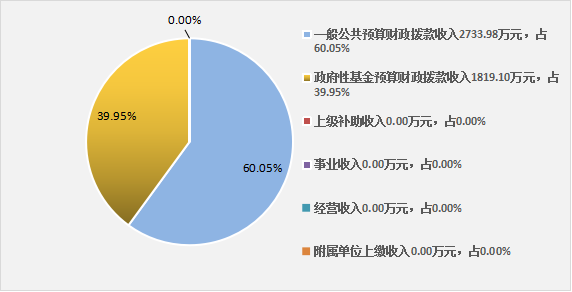 0.00%
39.95%
60.05%
一般公共预算财政拨款收入2733.98万元，占
60.05%
政府性基金预算财政拨款收入1819.10万元，占
39.95%
上级补助收入0.00万元，占0.00%
事业收入0.00万元，占0.00%
经营收入0.00万元，占0.00%
附属单位上缴收入0.00万元，占0.00%